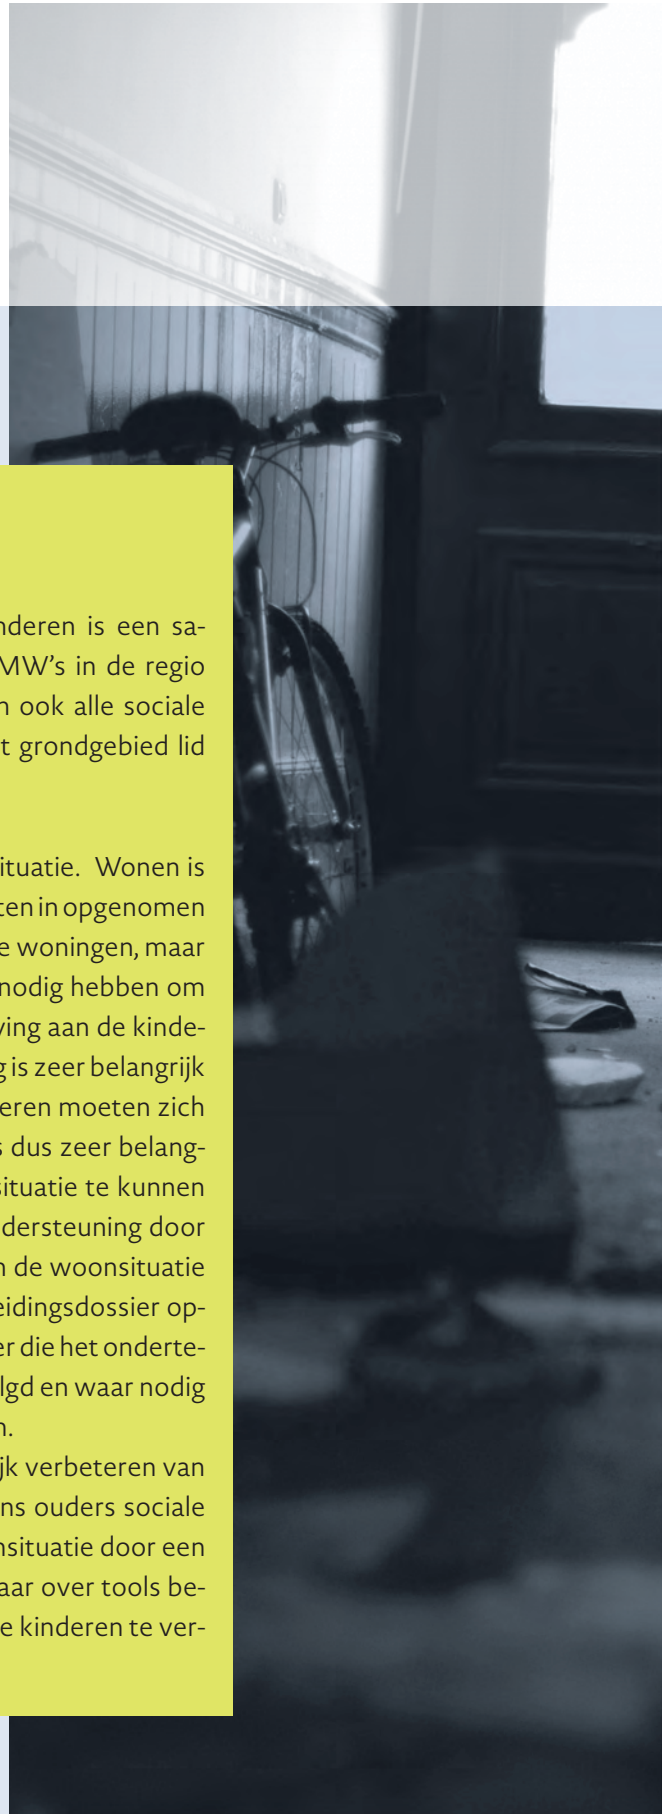 nderen is een sa-
MW's in de regio
n ook alle sociale
t grondgebied lid
ituatie. Wonen is
ten in opgenomen
e woningen, maar
nodig hebben om
ving aan de kinde-
g is zeer belangrijk
eren moeten zich
s dus zeer belang-
situatie te kunnen
dersteuning door
n de woonsituatie
eidingsdossier op-
er die het onderte-
lgd en waar nodig
n.
jk verbeteren van
ns ouders sociale
nsituatie door een
aar over tools be-
e kinderen te ver-